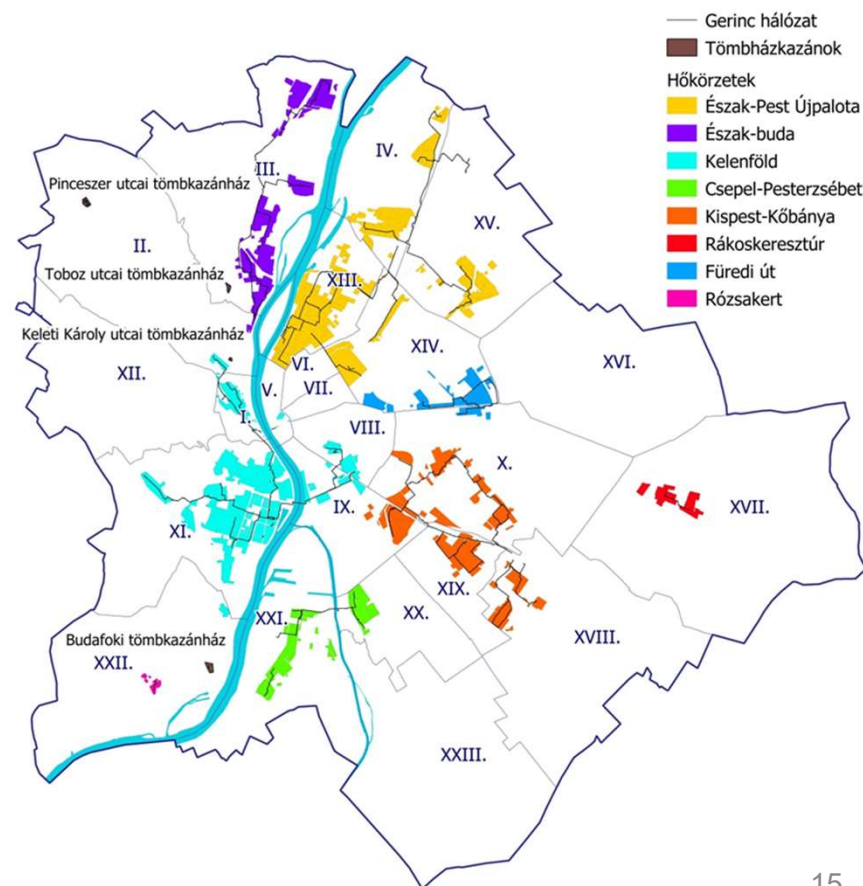 Gerinc hálózat
Tömbházkazánok
Hőkörzetek
Észak-Pest Újpalota
Észak-buda
Kelenföld
Csepel-Pesterzsébet
Kispest-Kőbánya
Rákoskeresztúr
Füredi út
Rózsakert
IV.
III.
Pinceszer utcai tömbkazánház
XV.
II.
Toboz utcai tömbkazánház
XIII.
Keleti Károly utcai tömbkazánház
XIV.
XVI.
XII.
VI.
V.
VII.
I.
VIII.
X.
IX.
XVII.
XI.
XIX.
XXI.
XX.
XVIII.
Budafoki tömbkazánház
XXII.
XXIII.
15